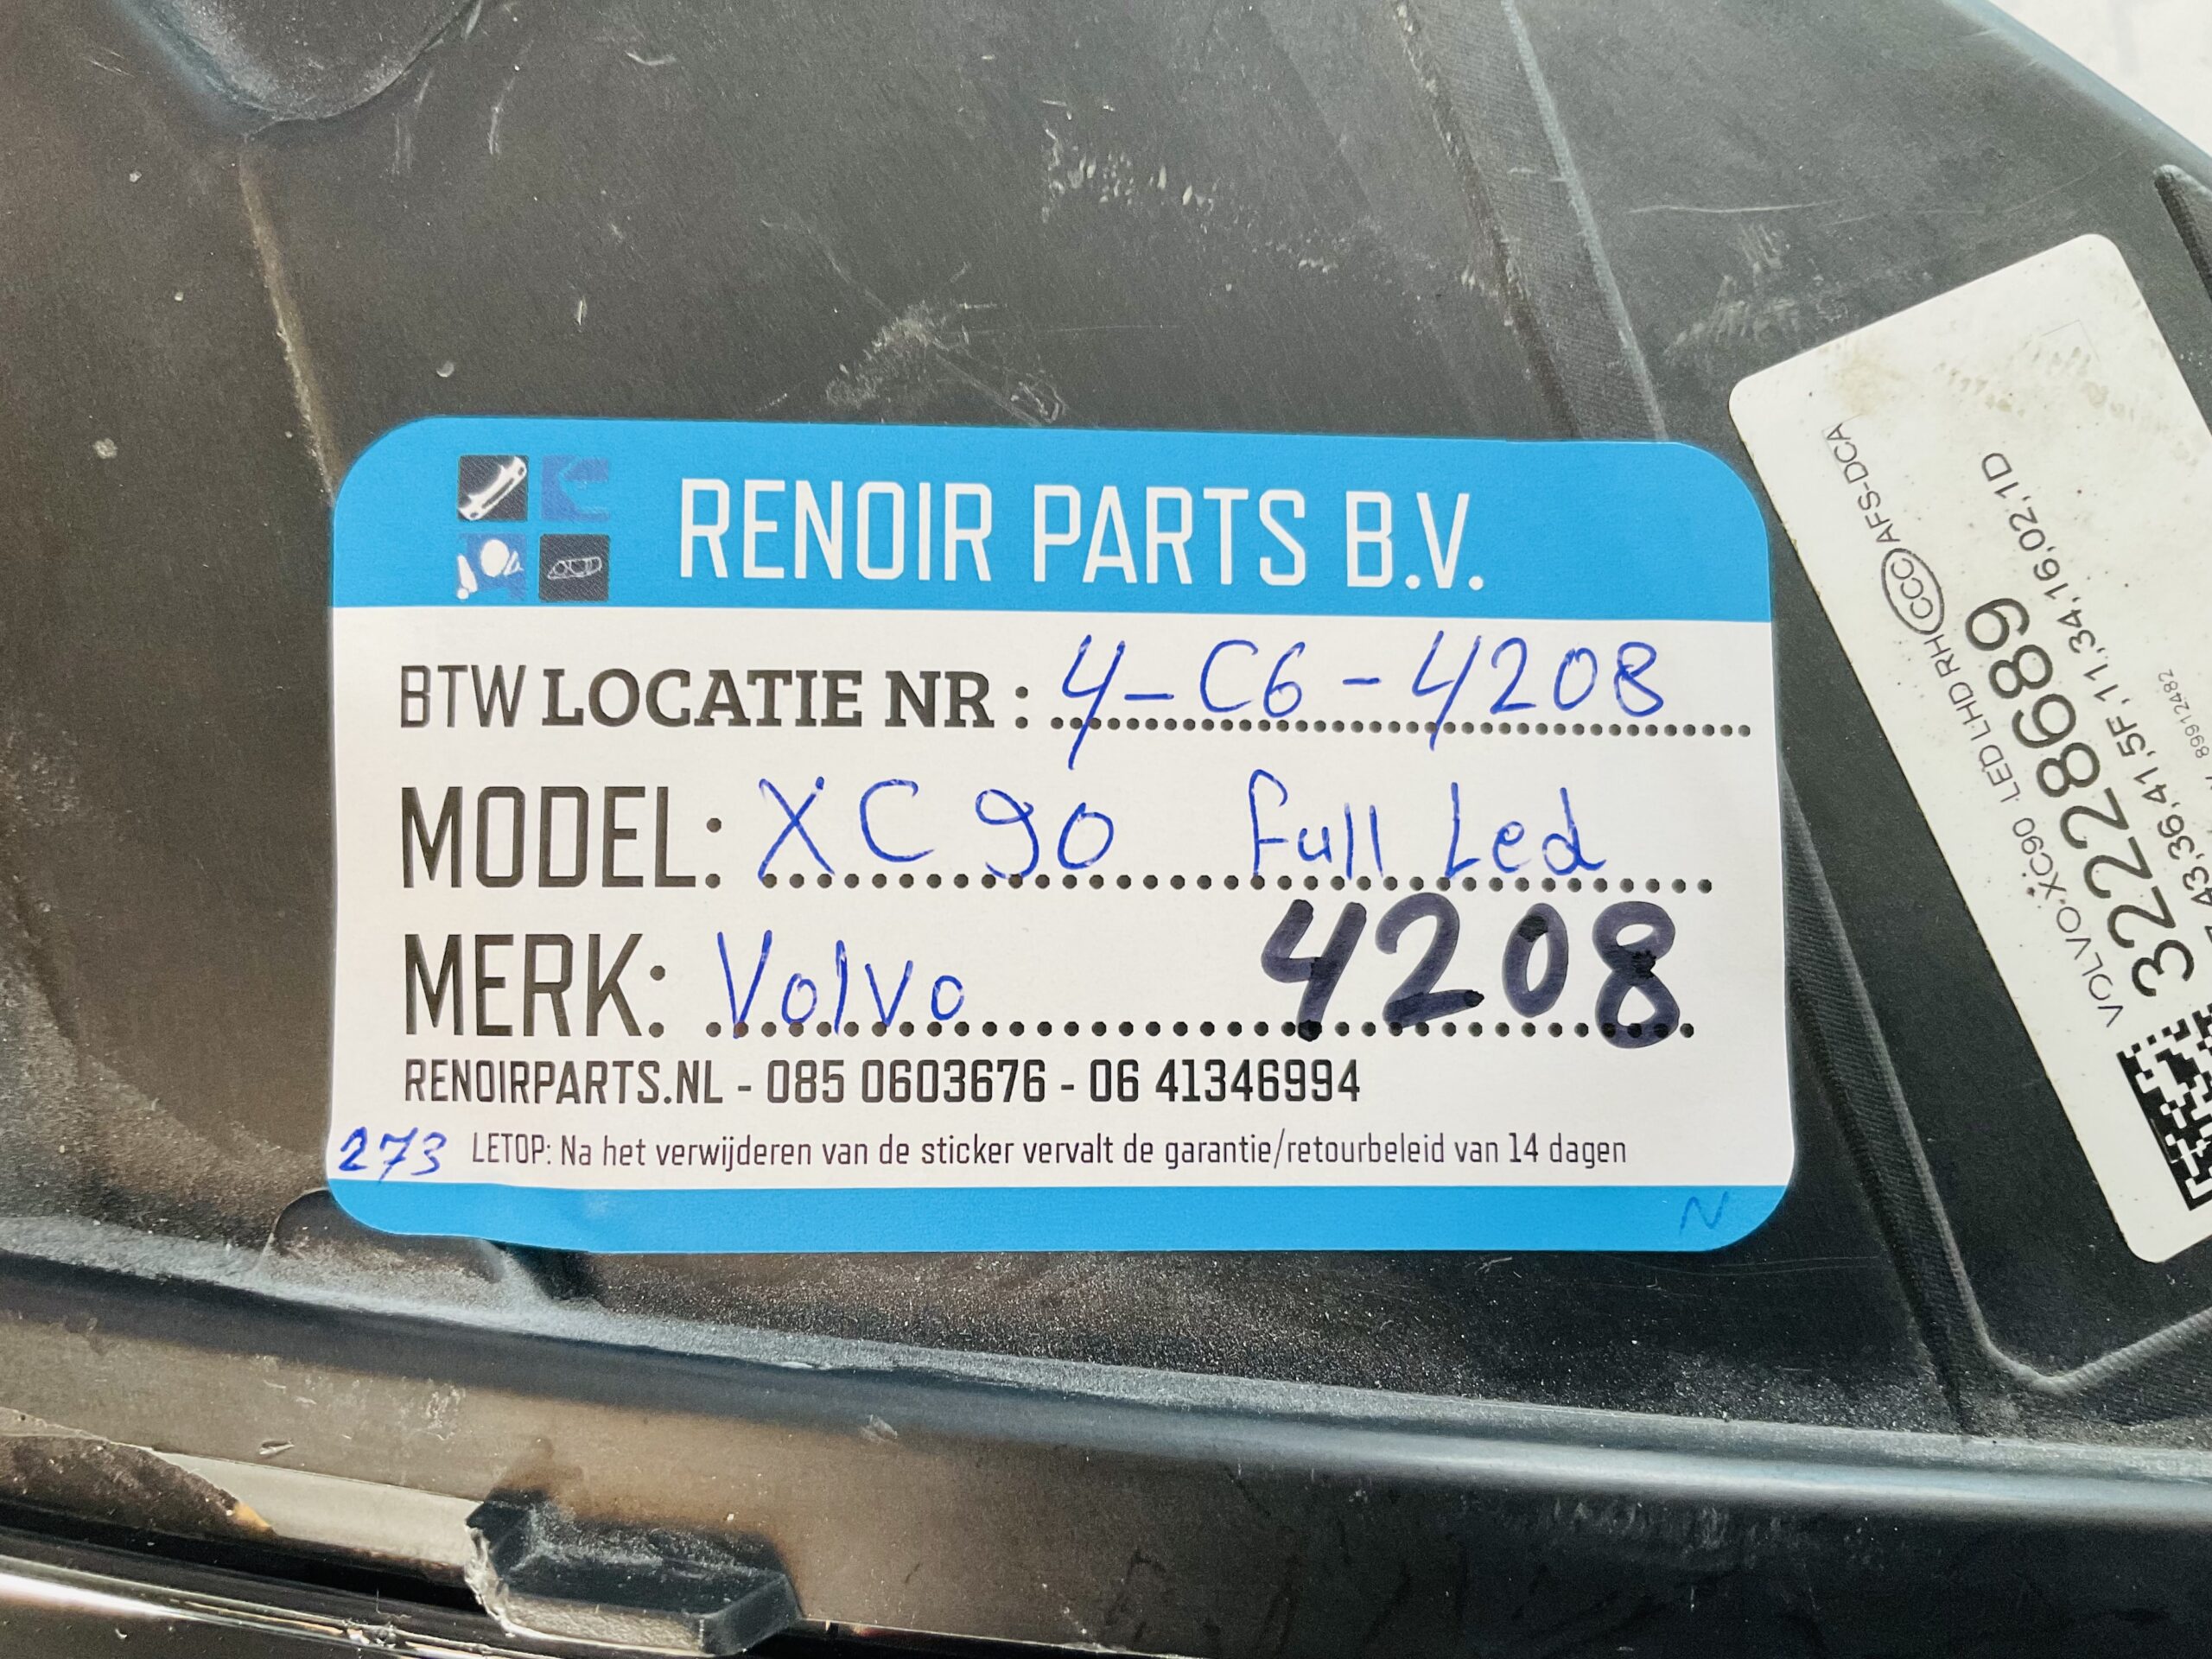 RENOIR PARTS B.V.
BTW LOCATIE NR : 4-C6-4208
MODEL: XC90 Full Led
MERK: Volvo 4208
RENOIRPARTS.NL - 085 0603676 - 06 41346994
273 LETOP: Na het verwijderen van de sticker vervalt de garantie/retourbeleid van 14 dagen
N
VOLVO XC90 LED LHD RH CCC AFS-DCA
32228689
43,36,41,5F,11,34,16,02,1D
89912482